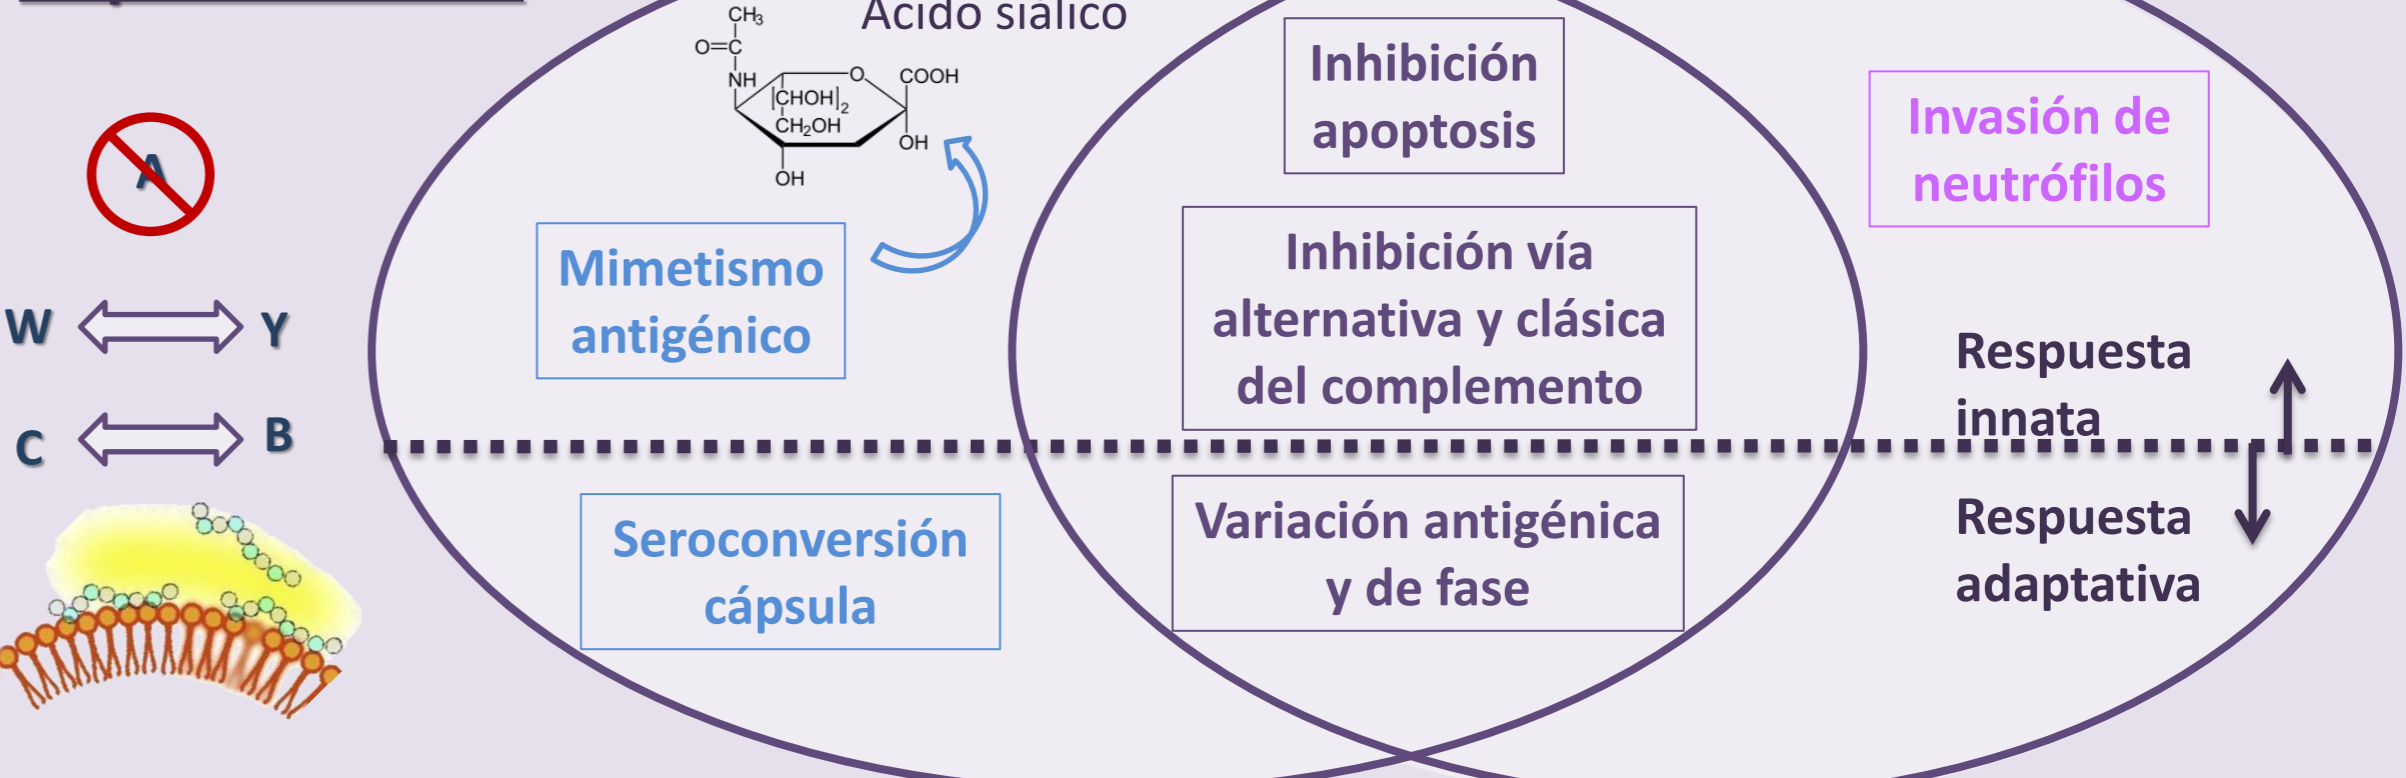 Ácido siálico
CH3
O=C
NH
O
COOH
[CHOH]2
CH2OH
OH
OH
A
W
Y
C
B
Mimetismo
antigénico
Seroconversión
cápsula
Inhibición
apoptosis
Inhibición vía
alternativa y clásica
del complemento
Variación antigénica
y de fase
Invasión de
neutrófilos
Respuesta
innata
Respuesta
adaptativa